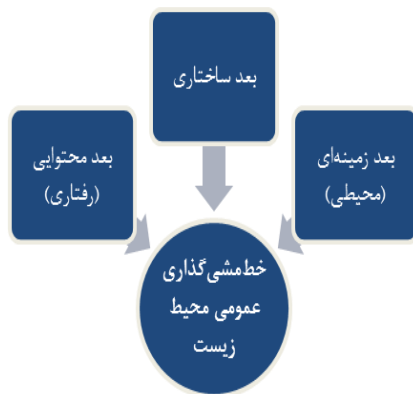 بعد ساختاری
بعد زمینه‌ای
(محیطی)
بعد محتوایی
(رفتاری)
خط‌مشی‌گذاری
عمومی محیط
زیست